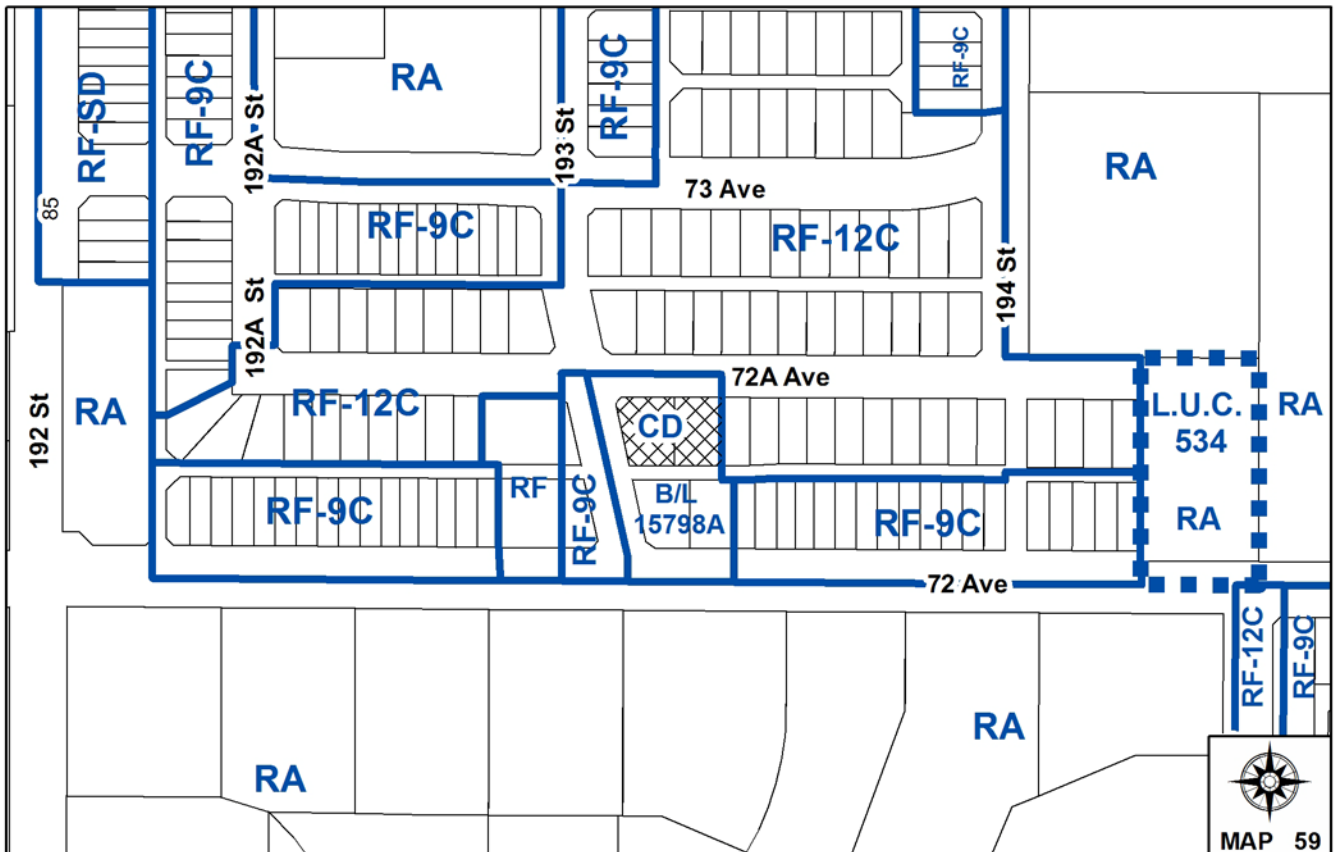 RF-SD
RF-9C
192A St
RA
193 St
RF-9C
RF-9C
RA
73 Ave
85
RF-9C
RF-12C
194 St
192A St
72A Ave
192 St
RA
RF-12C
CD
L.U.C.
534
RA
RF-9C
RF
RF-9C
B/L
15798A
RF-9C
RA
72 Ave
RF-12C
RF-9C
RA
RA
MAP 59